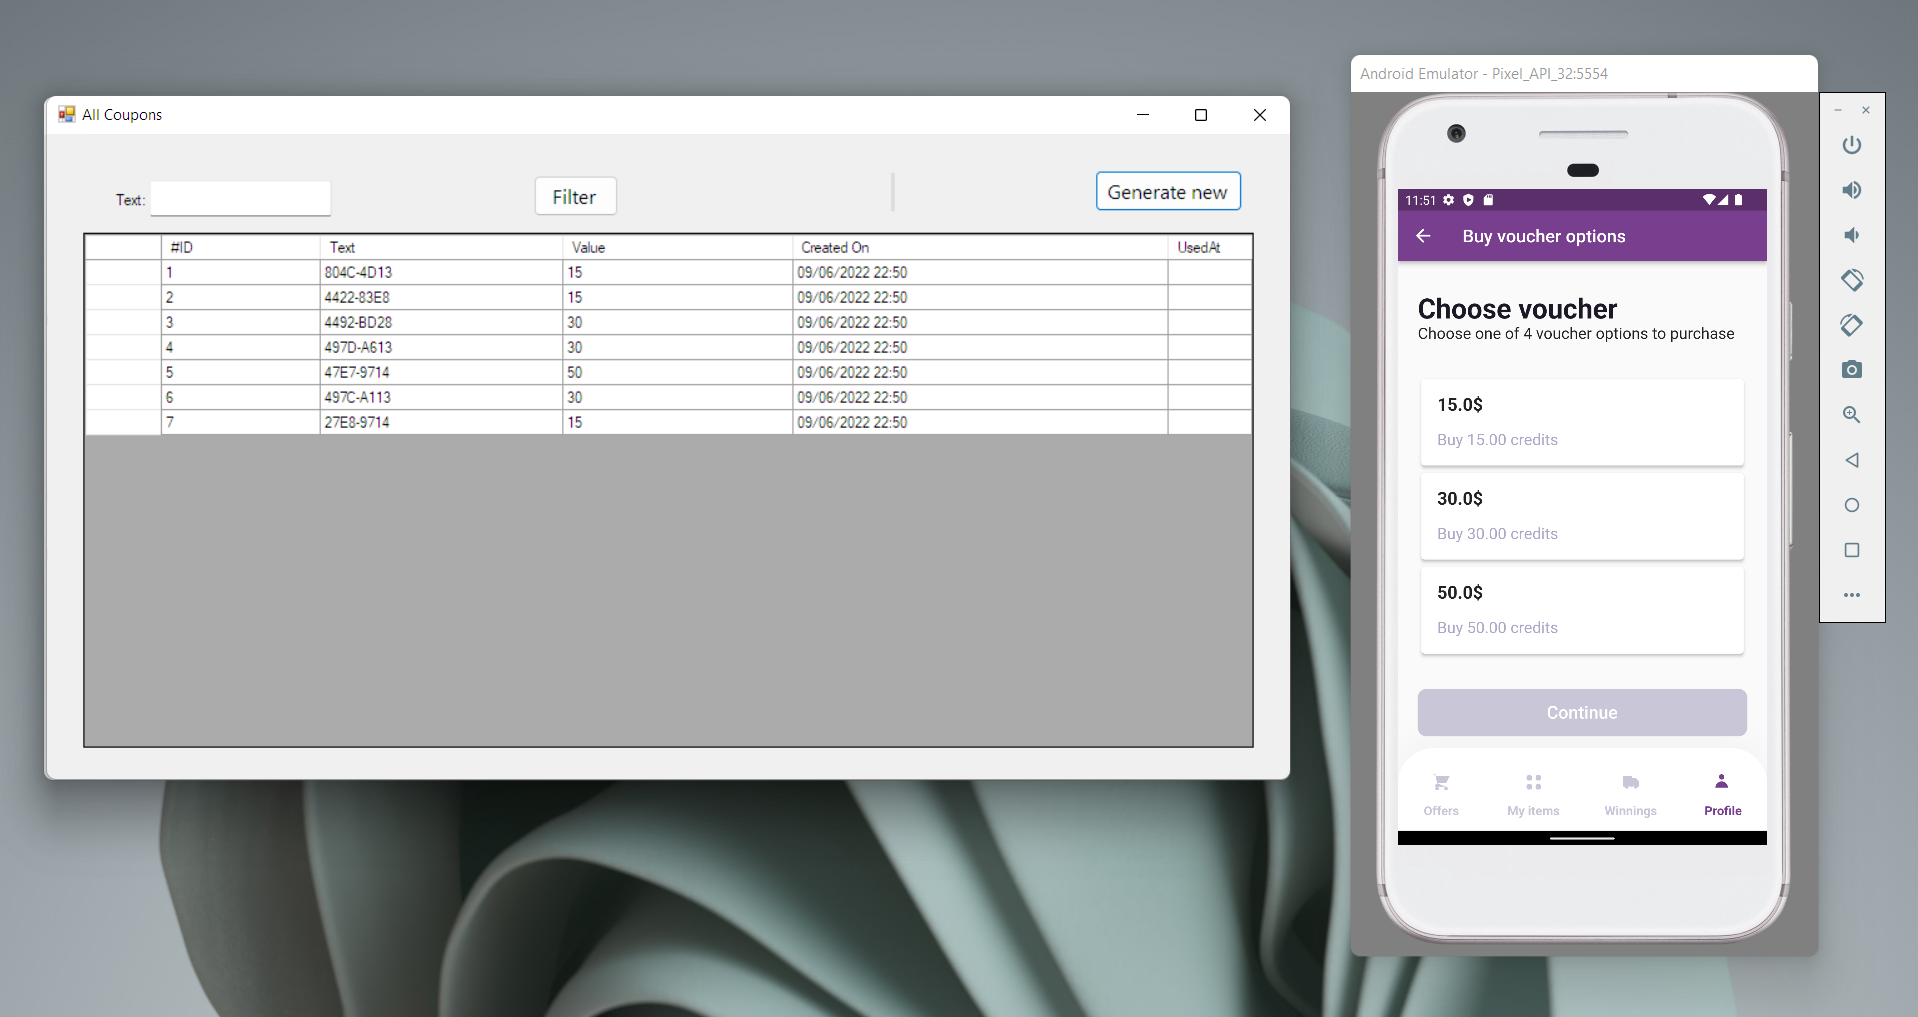 All Coupons
Text:
Filter
Generate new
#ID Text Value Created On UsedAt
1 804C-4D13 15 09/06/2022 22:50
2 4422-83E8 15 09/06/2022 22:50
3 4492-BD28 30 09/06/2022 22:50
4 497D-A613 30 09/06/2022 22:50
5 47E7-9714 50 09/06/2022 22:50
6 497C-A113 30 09/06/2022 22:50
7 27E8-9714 15 09/06/2022 22:50
Android Emulator - Pixel_API_32:5554
11:51
Buy voucher options
Choose voucher
Choose one of 4 voucher options to purchase
15.0$
Buy 15.00 credits
30.0$
Buy 30.00 credits
50.0$
Buy 50.00 credits
Continue
Offers My items Winnings Profile